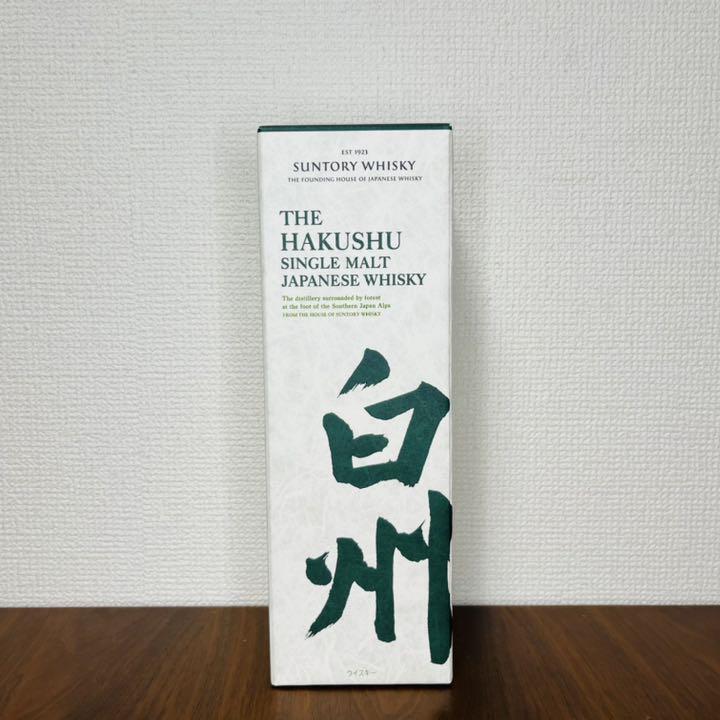 EST 1923
SUNTORY WHISKY
THE FOUNDING HOUSE OF JAPANESE WHISKY
THE
HAKUSHU
SINGLE MALT
JAPANESE WHISKY
The distillery surrounded by forest
at the foot of the Southern Japan Alps
FROM THE HOUSE OF SUNTORY WHISKY
白
州
ウイスキー